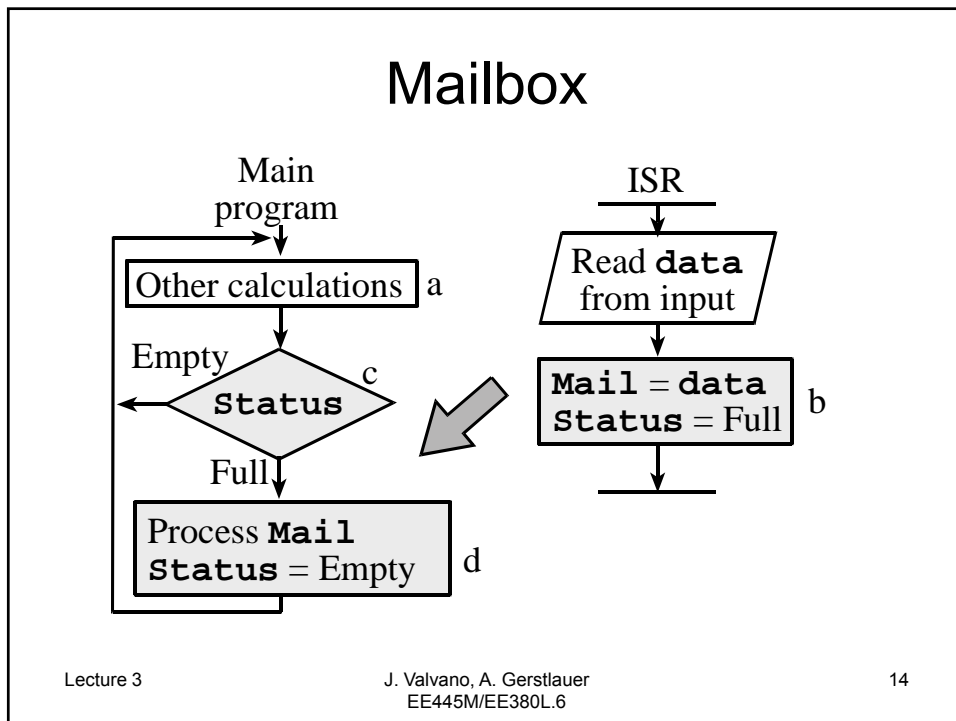 Mailbox
Main
program
Other calculations a
Empty
c
Status
Full
Process Mail
Status = Empty
d
ISR
Read data
from input
Mail = data
Status = Full
b
Lecture 3
J. Valvano, A. Gerstlauer
EE445M/EE380L.6
14